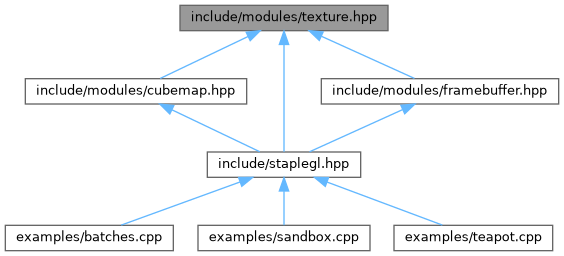 include/modules/texture.hpp
include/modules/cubemap.hpp
include/modules/framebuffer.hpp
include/staplegl.hpp
examples/batches.cpp
examples/sandbox.cpp
examples/teapot.cpp